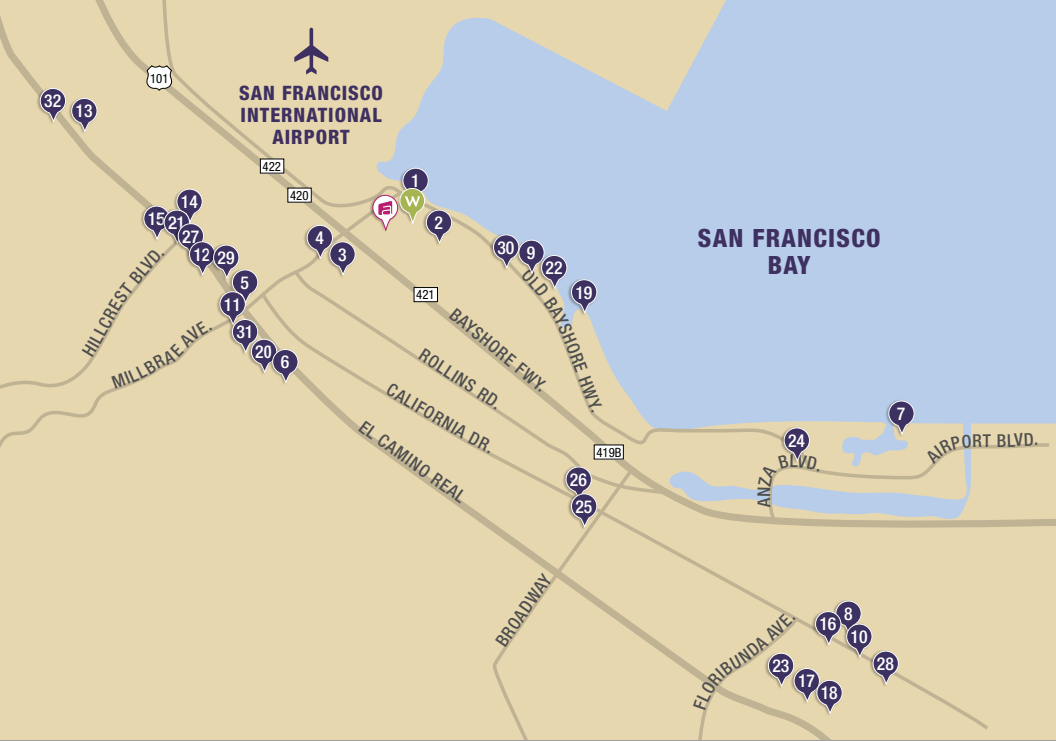 101
SAN FRANCISCO
INTERNATIONAL
AIRPORT
32
13
422
420
1
W
a
2
14
15
21
27
12
29
4
3
30
9
22
19
SAN FRANCISCO
BAY
5
11
31
20
6
421
HILLCREST BLVD.
MILLBRAE AVE.
OLD BAYSHORE HWY.
BAYSHORE FWY.
ROLLINS RD.
CALIFORNIA DR.
EL CAMINO REAL
7
24
AIRPORT BLVD.
ANZA BLVD.
419B
26
25
BROADWAY
FLORIBUNDA AVE.
8
16
10
28
23
17
18